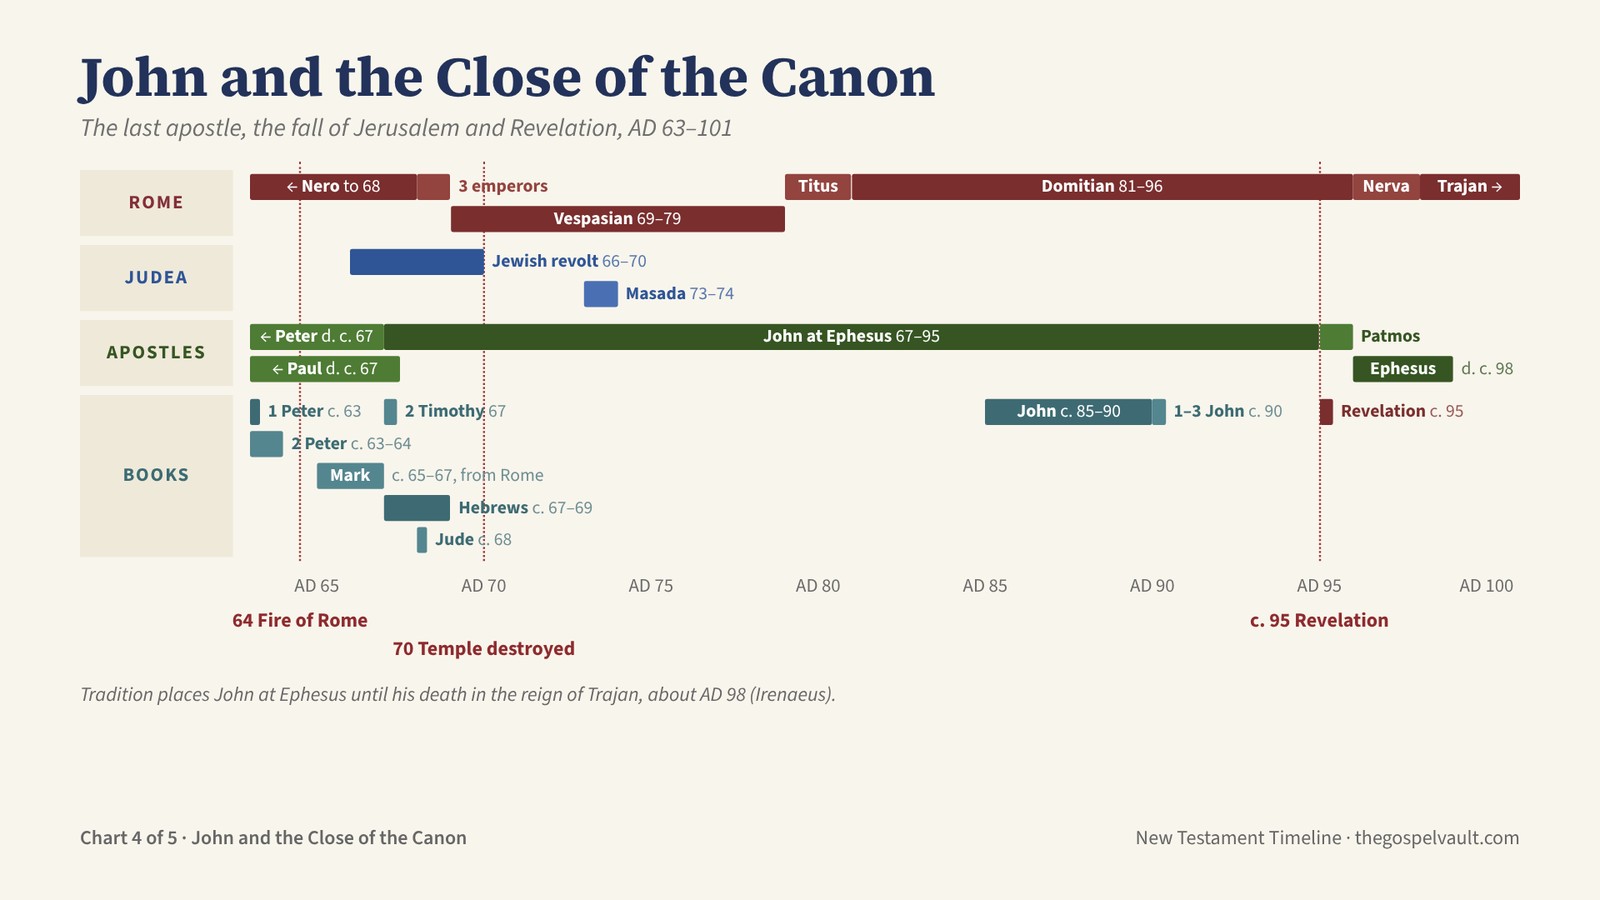 John and the Close of the Canon
The last apostle, the fall of Jerusalem and Revelation, AD 63–101
ROME
← Nero to 68
3 emperors
Titus
Domitian 81–96
Nerva
Trajan →
Vespasian 69–79
JUDEA
Jewish revolt 66–70
Masada 73–74
APOSTLES
← Peter d. c. 67
John at Ephesus 67–95
Patmos
← Paul d. c. 67
Ephesus
d. c. 98
BOOKS
1 Peter c. 63
2 Timothy 67
John c. 85–90
1–3 John c. 90
Revelation c. 95
2 Peter c. 63–64
Mark
c. 65–67, from Rome
Hebrews c. 67–69
Jude c. 68
AD 65
AD 70
AD 75
AD 80
AD 85
AD 90
AD 95
AD 100
64 Fire of Rome
c. 95 Revelation
70 Temple destroyed
Tradition places John at Ephesus until his death in the reign of Trajan, about AD 98 (Irenaeus).
Chart 4 of 5 · John and the Close of the Canon
New Testament Timeline · thegospelvault.com